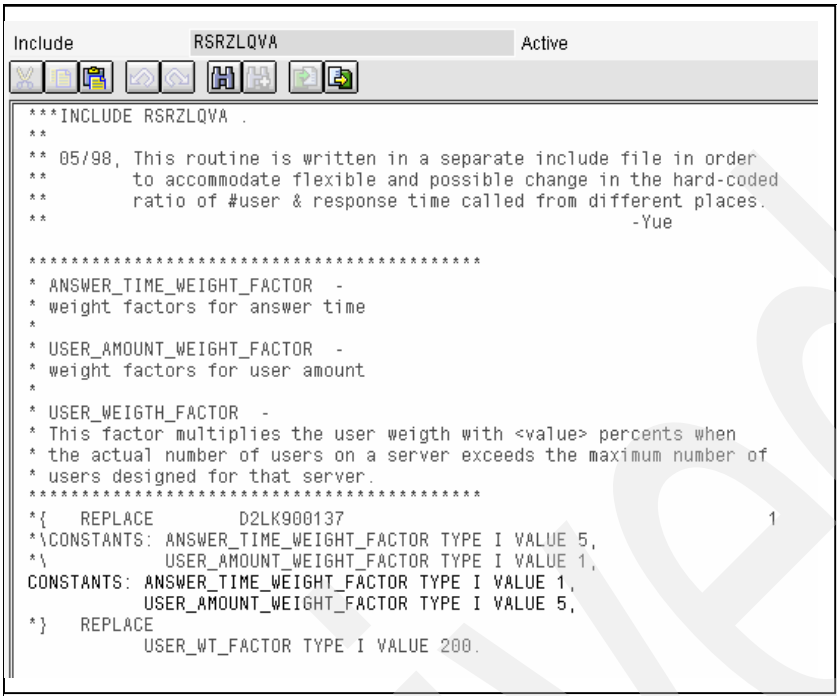 Include RSRZLQVA Active
***INCLUDE RSRZLQVA .
**
** 05/98, This routine is written in a separate include file in order
** to accommodate flexible and possible change in the hard-coded
** ratio of #user & response time called from different places.
** -Yue
*******************************************
* ANSWER_TIME_WEIGHT_FACTOR -
* weight factors for answer time
*
* USER_AMOUNT_WEIGHT_FACTOR -
* weight factors for user amount
*
* USER_WEIGTH_FACTOR -
* This factor multiplies the user weigth with <value> percents when
* the actual number of users on a server exceeds the maximum number of
* users designed for that server.
*******************************************
*{ REPLACE D2LK900137 1
*\CONSTANTS: ANSWER_TIME_WEIGHT_FACTOR TYPE I VALUE 5,
*\ USER_AMOUNT_WEIGHT_FACTOR TYPE I VALUE 1,
CONSTANTS: ANSWER_TIME_WEIGHT_FACTOR TYPE I VALUE 1,
USER_AMOUNT_WEIGHT_FACTOR TYPE I VALUE 5,
*} REPLACE
USER_WT_FACTOR TYPE I VALUE 200.